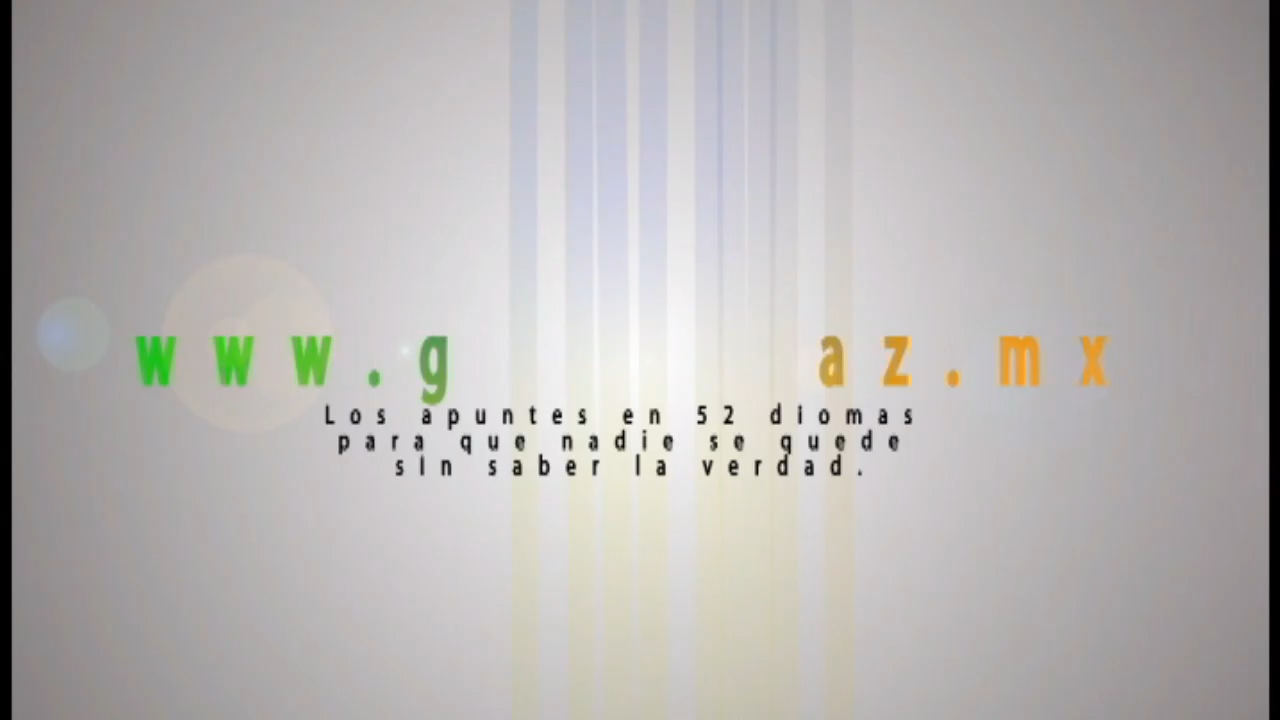 www.g az.mx
Los apuntes en 52 diomas
para que nadie se quede
sin saber la verdad.